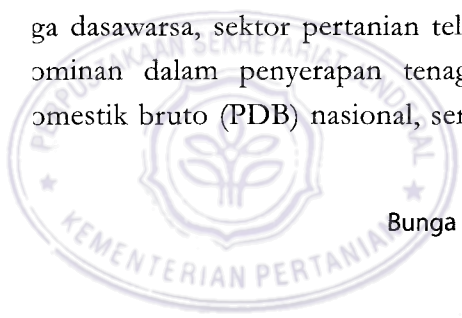 ga dasawarsa, sektor pertanian tel
ominan dalam penyerapan tenag
omestik bruto (PDB) nasional, ser
Bunga
PERPUSTAKAAN SEKRETARIAT JENDERAL
KEMENTERIAN PERTANIAN